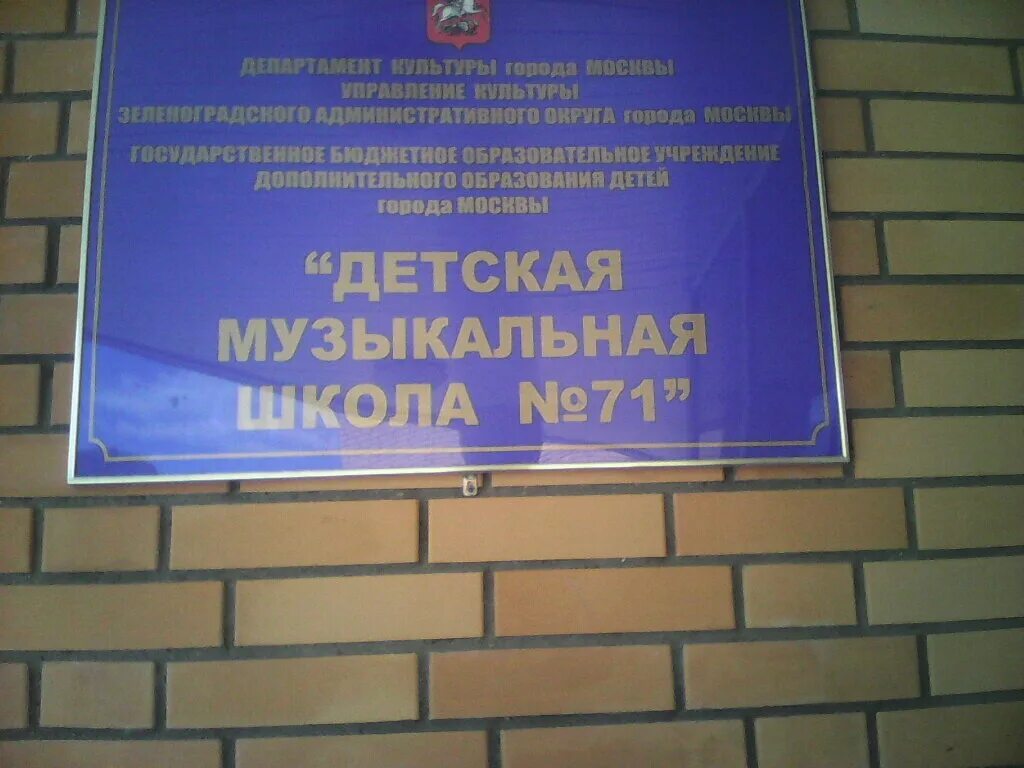 ДЕПАРТАМЕНТ КУЛЬТУРЫ города МОСКВЫ
УПРАВЛЕНИЕ КУЛЬТУРЫ
ЗЕЛЕНОГРАДСКОГО АДМИНИСТРАТИВНОГО ОКРУГА города МОСКВЫ
ГОСУДАРСТВЕННОЕ БЮДЖЕТНОЕ ОБРАЗОВАТЕЛЬНОЕ УЧРЕЖДЕНИЕ
ДОПОЛНИТЕЛЬНОГО ОБРАЗОВАНИЯ ДЕТЕЙ
города МОСКВЫ
“ДЕТСКАЯ
МУЗЫКАЛЬНАЯ
ШКОЛА №71”